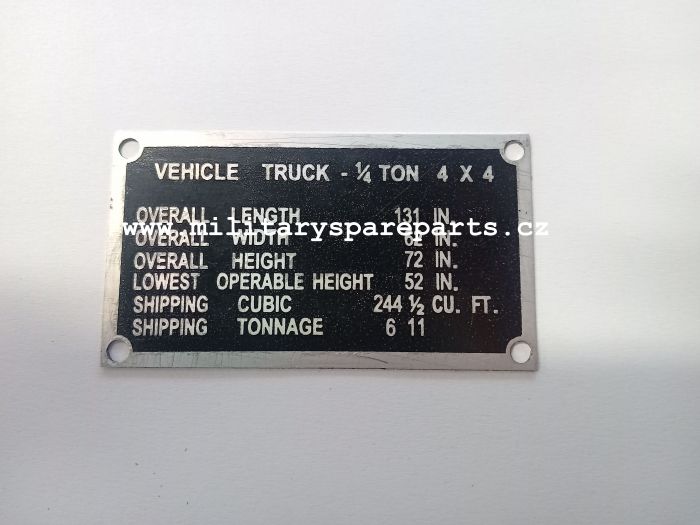 VEHICLE TRUCK - ¼ TON 4 X 4
OVERALL LENGTH 131 IN.
www.militaryspareparts.cz
OVERALL WIDTH IN.
OVERALL HEIGHT 72 IN.
LOWEST OPERABLE HEIGHT 52 IN.
SHIPPING CUBIC 244 ½ CU. FT.
SHIPPING TONNAGE 6 11